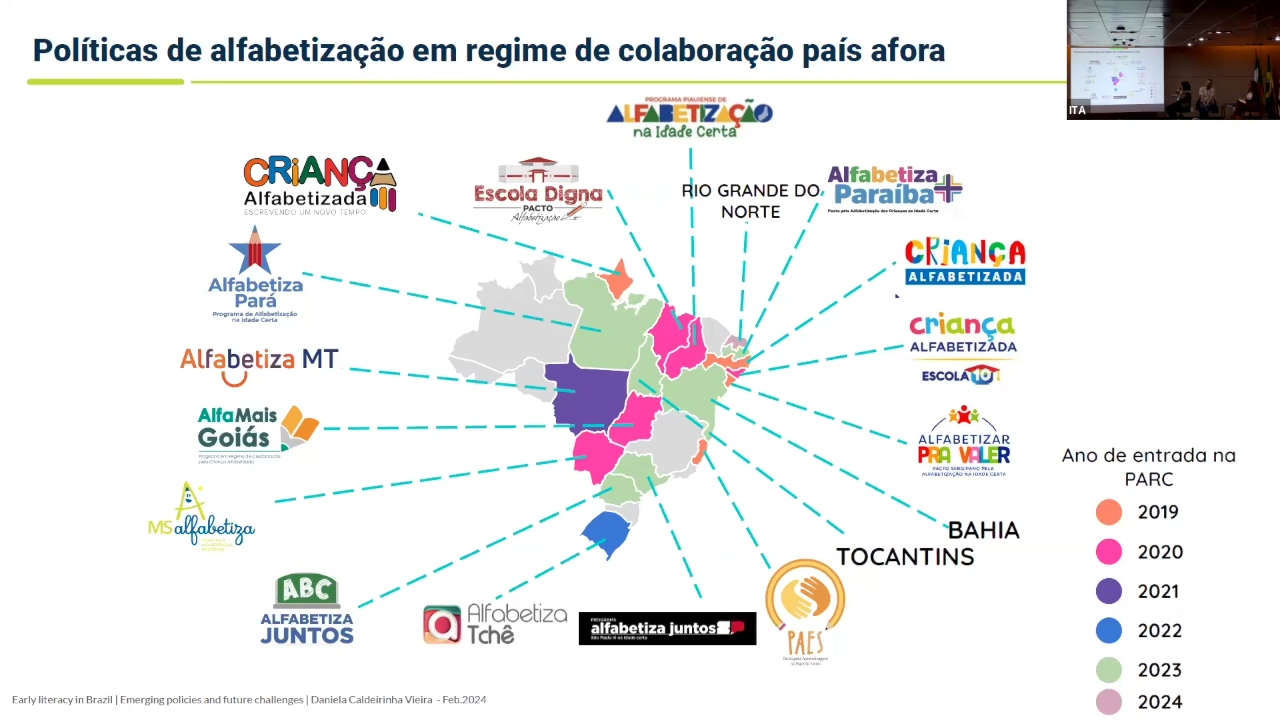 Políticas de alfabetização em regime de colaboração país afora
ITA
PROGRAMA PIAUIENSE DE
ALFABETIZAÇÃO
na Idade Certa
CRIANÇA
Alfabetizada
ESCREVENDO UM NOVO TEMPO
Escola Digna
PACTO
Alfabetização
RIO GRANDE DO
NORTE
Alfabetiza
Paraíba
Pacto pela Alfabetização das Crianças na Idade Certa
Alfabetiza
Pará
Programa de Alfabetização
na Idade Certa
CRIANÇA
ALFABETIZADA
criança
ALFABETIZADA
ESCOLA 10
Alfabetiza MT
AlfaMais
Goiás
ALFABETIZAR
PRA VALER
PACTO SERGIPANO PELA
ALFABETIZAÇÃO NA IDADE CERTA
MS alfabetiza
BAHIA
TOCANTINS
ABC
ALFABETIZA
JUNTOS
Alfabetiza
Tchê
PROGRAMA
alfabetiza juntos
PAES
Ano de entrada na
PARC
2019
2020
2021
2022
2023
2024
Early literacy in Brazil | Emerging policies and future challenges | Daniela Caldeirinha Vieira - Feb.2024